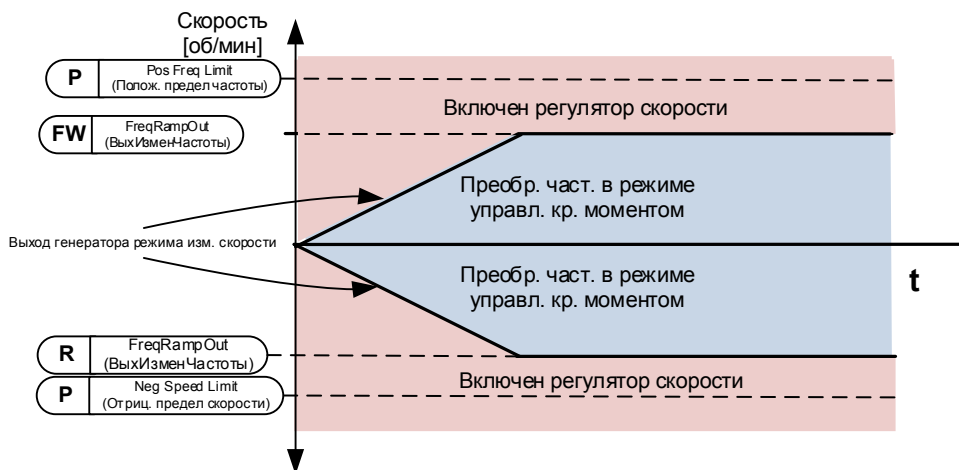 Скорость
[об/мин]
P
Pos Freq Limit
(Полож. предел частоты)
Включен регулятор скорости
FW
FreqRampOut
(ВыхИзменЧастоты)
Преобр. част. в режиме
управл. кр. моментом
Выход генератора режима изм. скорости
t
Преобр. част. в режиме
управл. кр. моментом
R
FreqRampOut
(ВыхИзменЧастоты)
P
Neg Speed Limit
(Отриц. предел скорости)
Включен регулятор скорости